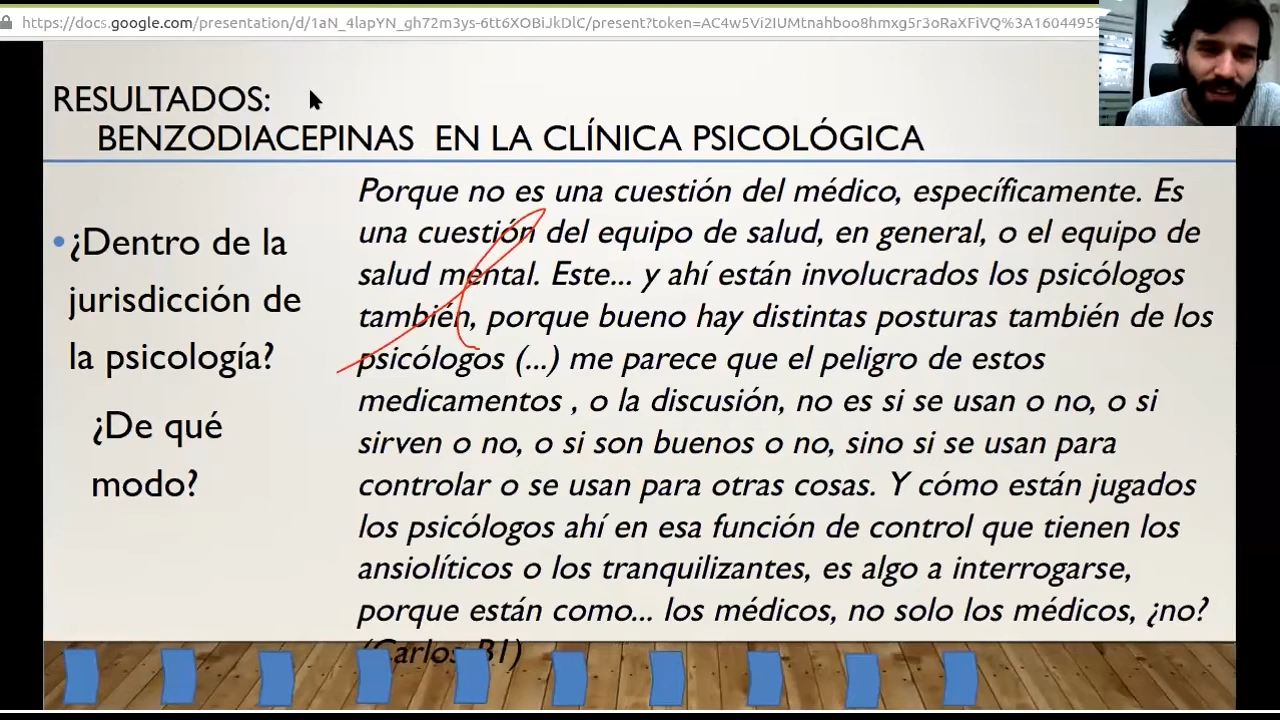 https://docs.google.com/presentation/d/1aN_4lapYN_gh72m3ys-6tt6XOBiJkDlC/present?token=AC4w5Vi2IUMtnahboo8hmxg5r3oRaXFiVQ%3A16044959
RESULTADOS:
BENZODIACEPINAS EN LA CLÍNICA PSICOLÓGICA
•¿Dentro de la
jurisdicción de
la psicología?
¿De qué
modo?
Porque no es una cuestión del médico, específicamente. Es
una cuestión del equipo de salud, en general, o el equipo de
salud mental. Este... y ahí están involucrados los psicólogos
también, porque bueno hay distintas posturas también de los
psicólogos (...) me parece que el peligro de estos
medicamentos , o la discusión, no es si se usan o no, o si
sirven o no, o si son buenos o no, sino si se usan para
controlar o se usan para otras cosas. Y cómo están jugados
los psicólogos ahí en esa función de control que tienen los
ansiolíticos o los tranquilizantes, es algo a interrogarse,
porque están como... los médicos, no solo los médicos, ¿no?
(Carlos B1)